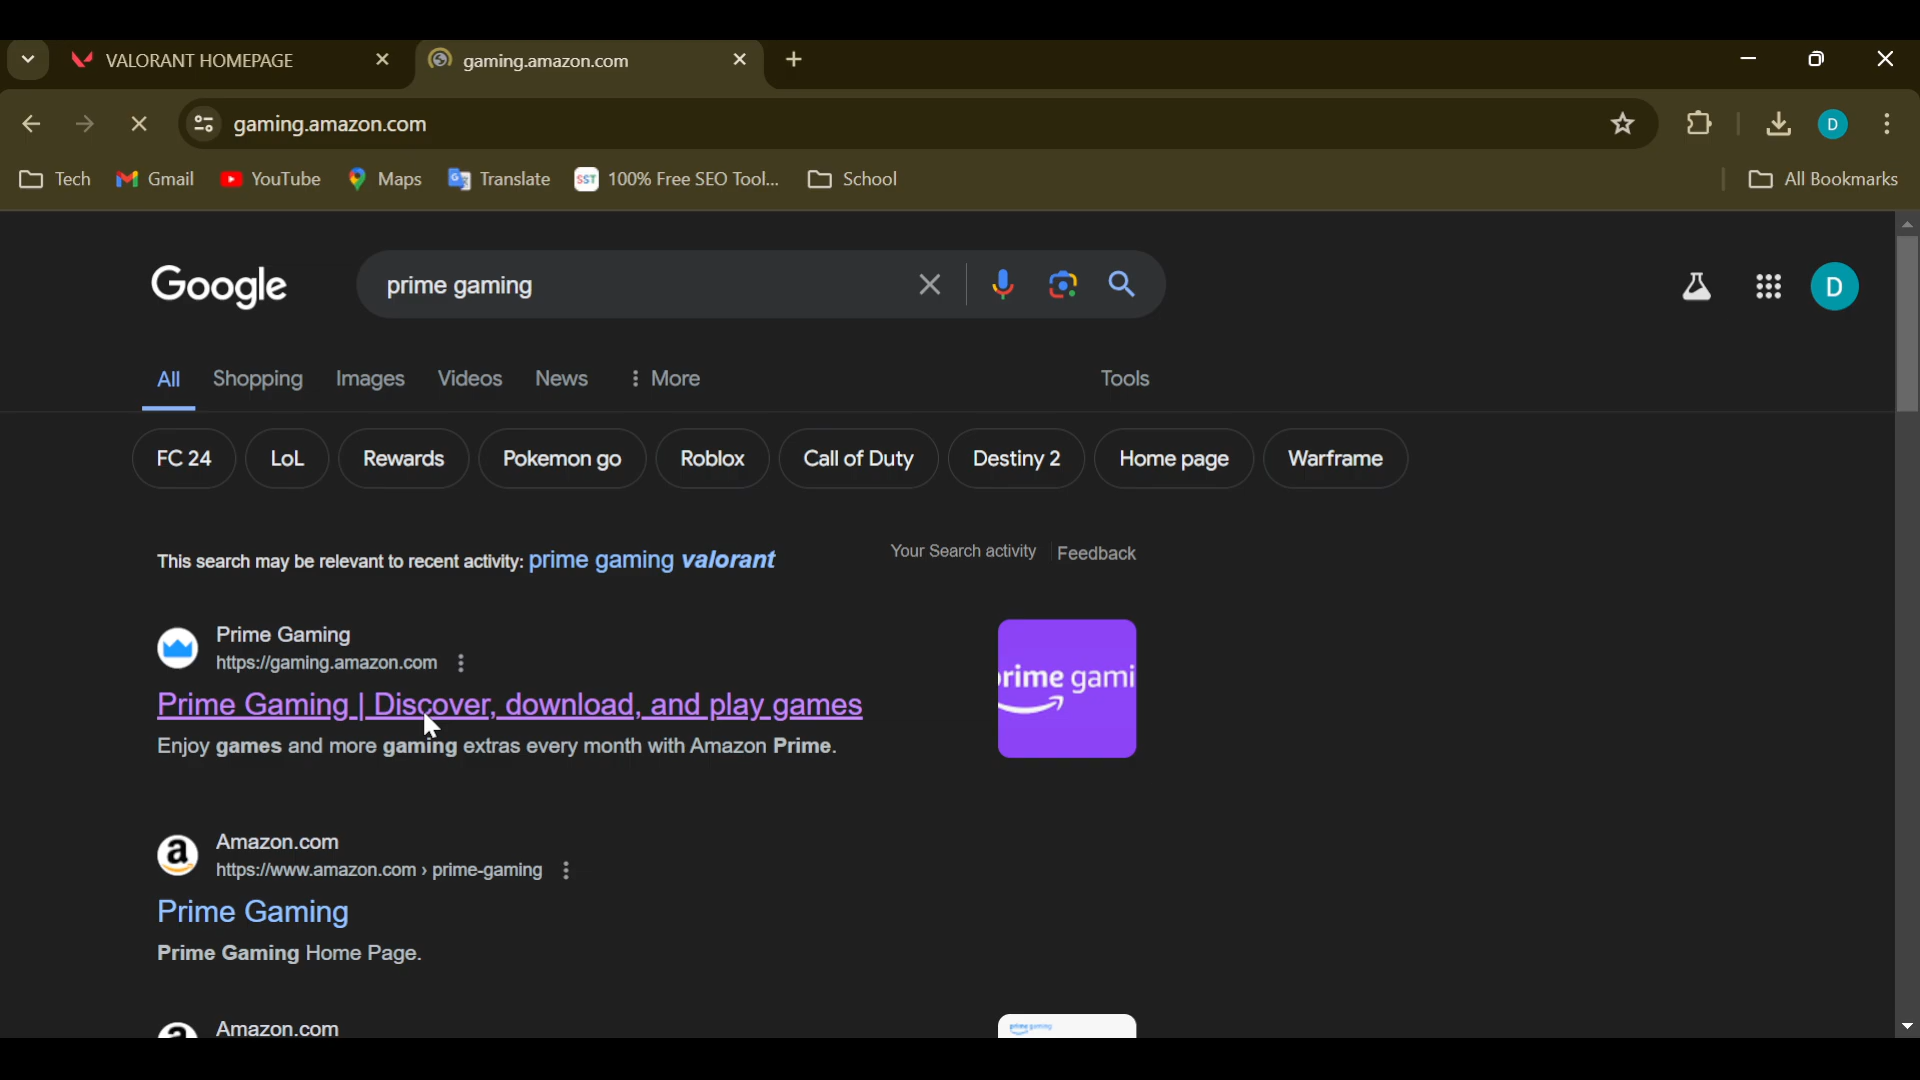 VALORANT HOMEPAGE
gaming.amazon.com
gaming.amazon.com
D
Tech
Gmail
YouTube
Maps
Translate
SST
100% Free SEO Tool...
School
All Bookmarks
Google
prime gaming
D
All
Shopping
Images
Videos
News
More
Tools
FC 24
LoL
Rewards
Pokemon go
Roblox
Call of Duty
Destiny 2
Home page
Warframe
This search may be relevant to recent activity: prime gaming valorant
Your Search activity
Feedback
Prime Gaming
https://gaming.amazon.com
Prime Gaming | Discover, download, and play games
Enjoy games and more gaming extras every month with Amazon Prime.
rime gami
a
Amazon.com
https://www.amazon.com › prime-gaming
Prime Gaming
Prime Gaming Home Page.
Amazon.com
prime gaming